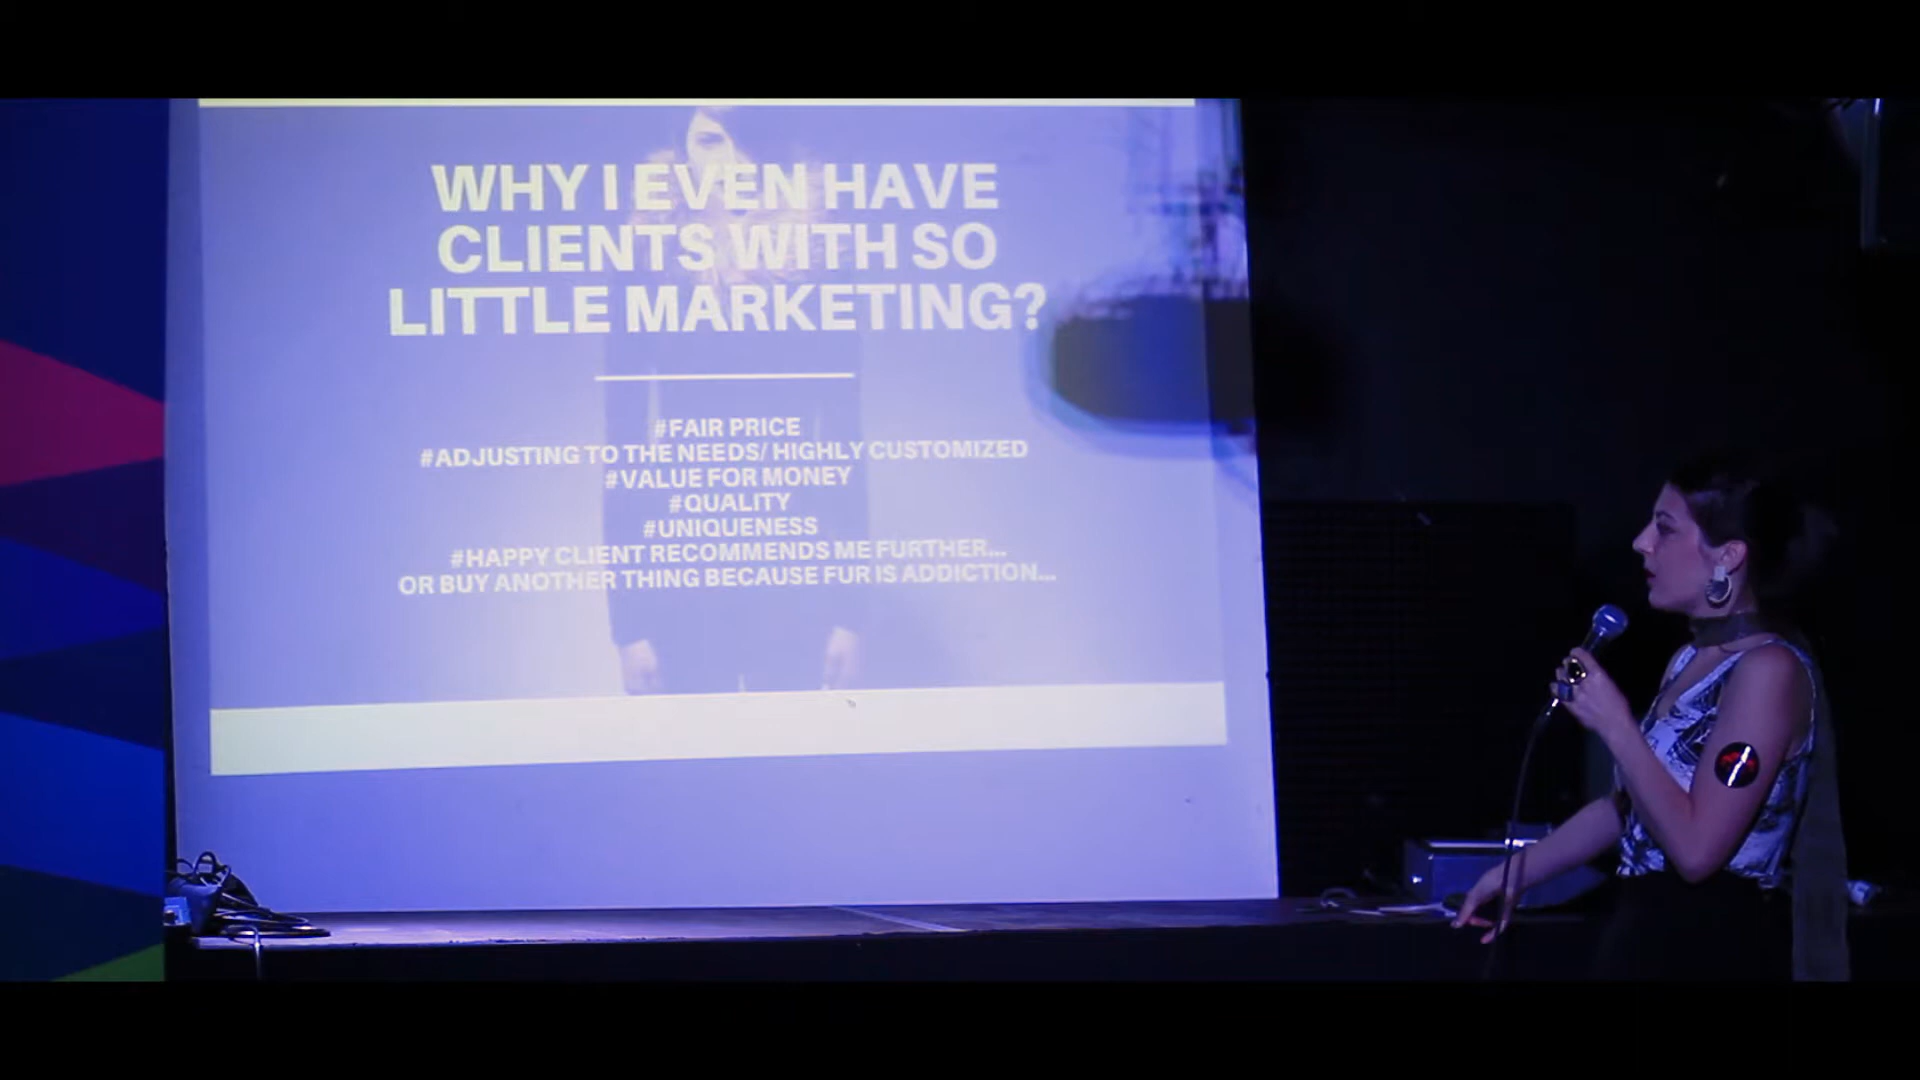 WHY I EVEN HAVE
CLIENTS WITH SO
LITTLE MARKETING?
#FAIR PRICE
#ADJUSTING TO THE NEEDS/ HIGHLY CUSTOMIZED
#VALUE FOR MONEY
#QUALITY
#UNIQUENESS
#HAPPY CLIENT RECOMMENDS ME FURTHER...
OR BUY ANOTHER THING BECAUSE FUR IS ADDICTION...